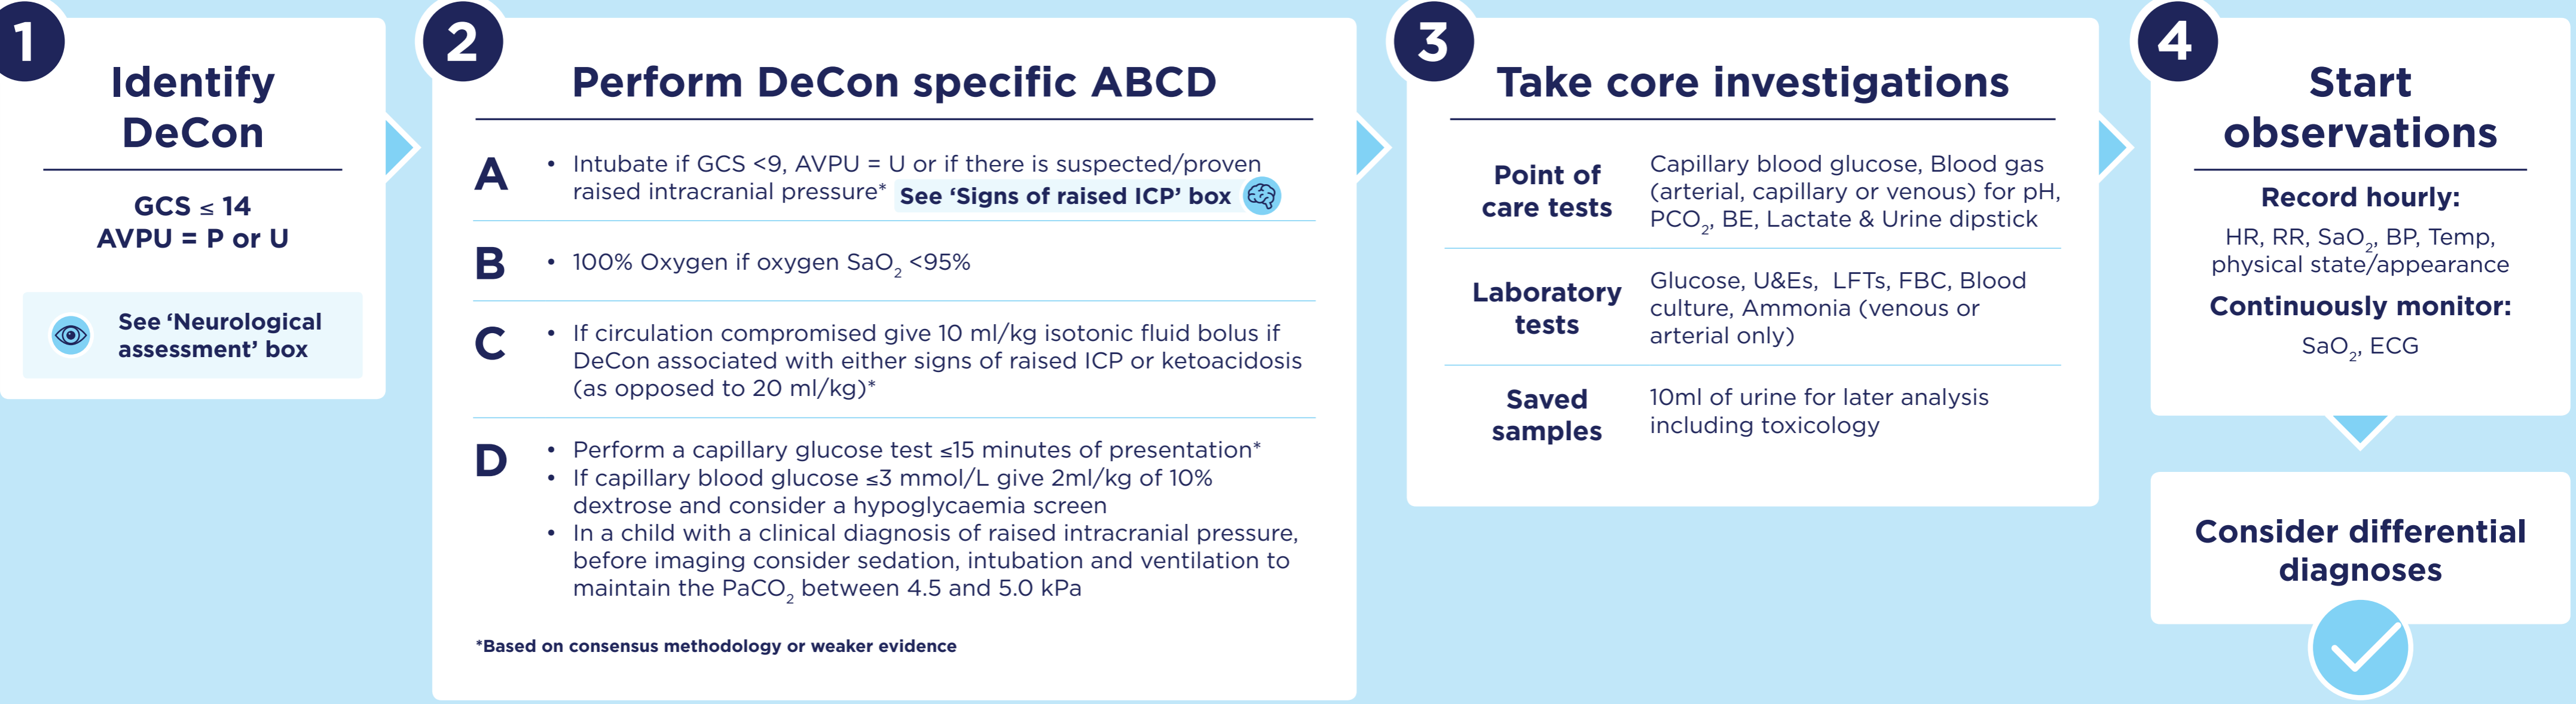 1
Identify
DeCon
GCS ≤ 14
AVPU = P or U
See ‘Neurological
assessment’ box
2
Perform DeCon specific ABCD
A
• Intubate if GCS <9, AVPU = U or if there is suspected/proven
raised intracranial pressure* See ‘Signs of raised ICP’ box
B
• 100% Oxygen if oxygen SaO₂ <95%
C
• If circulation compromised give 10 ml/kg isotonic fluid bolus if
DeCon associated with either signs of raised ICP or ketoacidosis
(as opposed to 20 ml/kg)*
D
• Perform a capillary glucose test ≤15 minutes of presentation*
• If capillary blood glucose ≤3 mmol/L give 2ml/kg of 10%
dextrose and consider a hypoglycaemia screen
• In a child with a clinical diagnosis of raised intracranial pressure,
before imaging consider sedation, intubation and ventilation to
maintain the PaCO₂ between 4.5 and 5.0 kPa
*Based on consensus methodology or weaker evidence
3
Take core investigations
Point of
care tests
Capillary blood glucose, Blood gas
(arterial, capillary or venous) for pH,
PCO₂, BE, Lactate & Urine dipstick
Laboratory
tests
Glucose, U&Es, LFTs, FBC, Blood
culture, Ammonia (venous or
arterial only)
Saved
samples
10ml of urine for later analysis
including toxicology
4
Start
observations
Record hourly:
HR, RR, SaO₂, BP, Temp,
physical state/appearance
Continuously monitor:
SaO₂, ECG
Consider differential
diagnoses